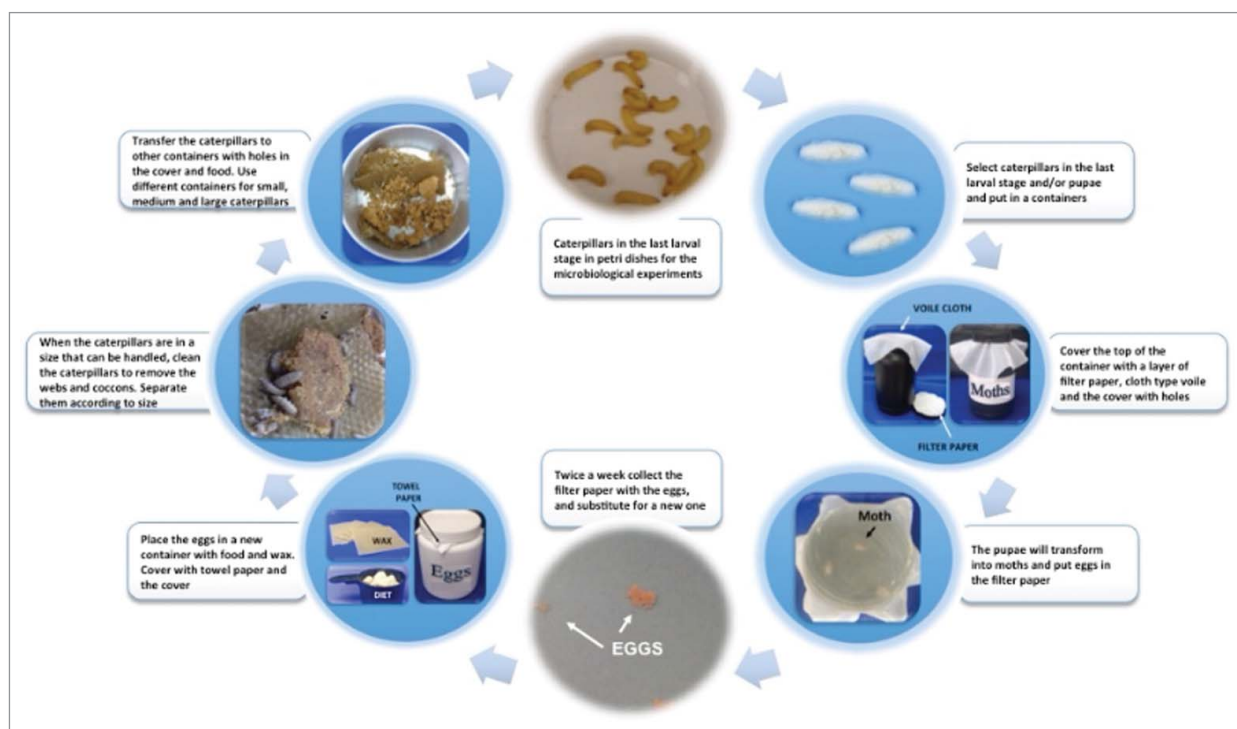 Transfer the caterpillars to
other containers with holes in
the cover and food. Use
different containers for small,
medium and large caterpillars
Caterpillars in the last larval
stage in petri dishes for the
microbiological experiments
Select caterpillars in the last
larval stage and/or pupae
and put in a containers
When the caterpillars are in a
size that can be handled, clean
the caterpillars to remove the
webs and coccons. Separate
them according to size
VOILE CLOTH
Moths
FILTER PAPER
Cover the top of the
container with a layer of
filter paper, cloth type voile
and the cover with holes
Place the eggs in a new
container with food and wax.
Cover with towel paper and
the cover
TOWEL
PAPER
WAX
DIET
Eggs
Twice a week collect the
filter paper with the eggs,
and substitute for a new one
EGGS
Moth
The pupae will transform
into moths and put eggs in
the filter paper